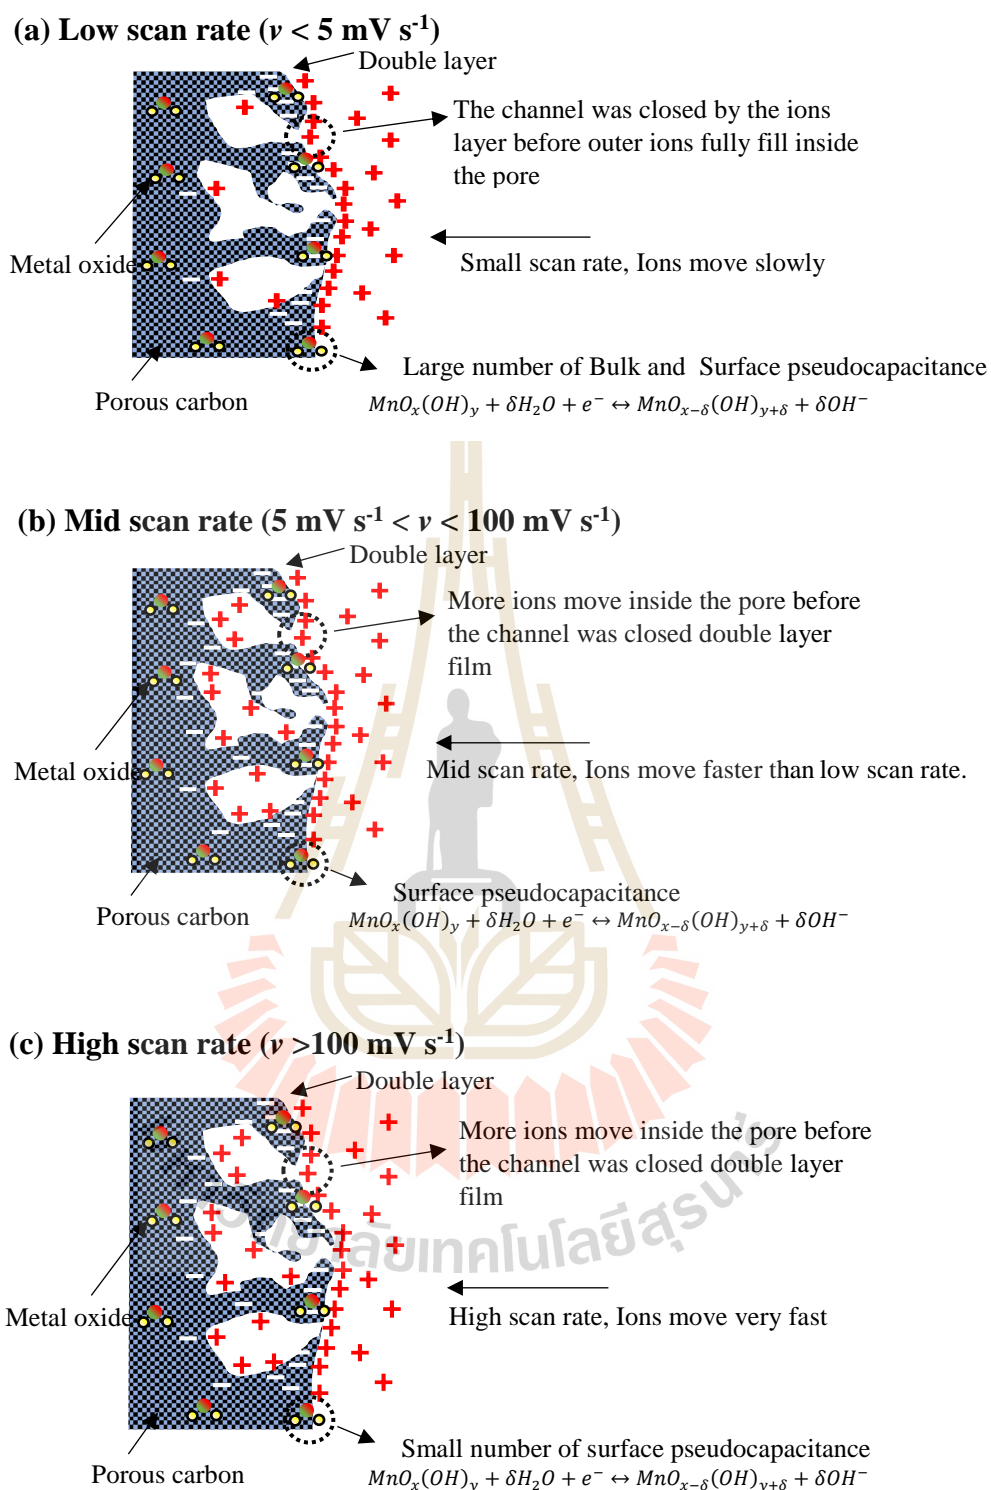 (a) Low scan rate (v < 5 mV s⁻¹)
Double layer
The channel was closed by the ions
layer before outer ions fully fill inside
the pore
Metal oxide
Small scan rate, Ions move slowly
Large number of Bulk and Surface pseudocapacitance
Porous carbon
MnOₓ(OH)ᵧ + δH₂O + e⁻ ↔ MnOₓ₋δ(OH)ᵧ₊δ + δOH⁻
(b) Mid scan rate (5 mV s⁻¹ < v < 100 mV s⁻¹)
Double layer
More ions move inside the pore before
the channel was closed double layer
film
Metal oxide
Mid scan rate, Ions move faster than low scan rate.
Surface pseudocapacitance
Porous carbon
MnOₓ(OH)ᵧ + δH₂O + e⁻ ↔ MnOₓ₋δ(OH)ᵧ₊δ + δOH⁻
(c) High scan rate (v >100 mV s⁻¹)
Double layer
More ions move inside the pore before
the channel was closed double layer
film
Metal oxide
High scan rate, Ions move very fast
Small number of surface pseudocapacitance
Porous carbon
MnOₓ(OH)ᵧ + δH₂O + e⁻ ↔ MnOₓ₋δ(OH)ᵧ₊δ + δOH⁻